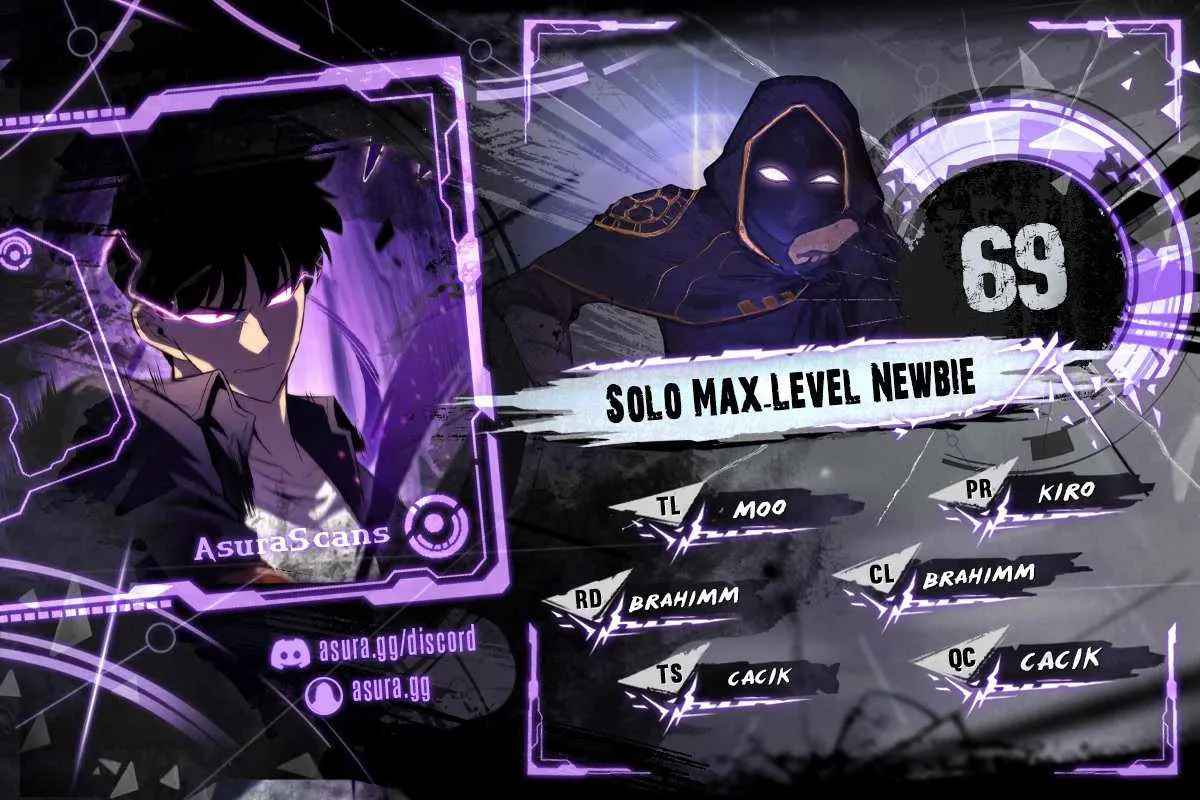 69
Solo Max-Level Newbie
TL MOO
PR KIRO
RD BRAHIMM
CL BRAHIMM
TS CACIK
QC CACIK
AsuraScans
asura.gg/discord
asura.gg